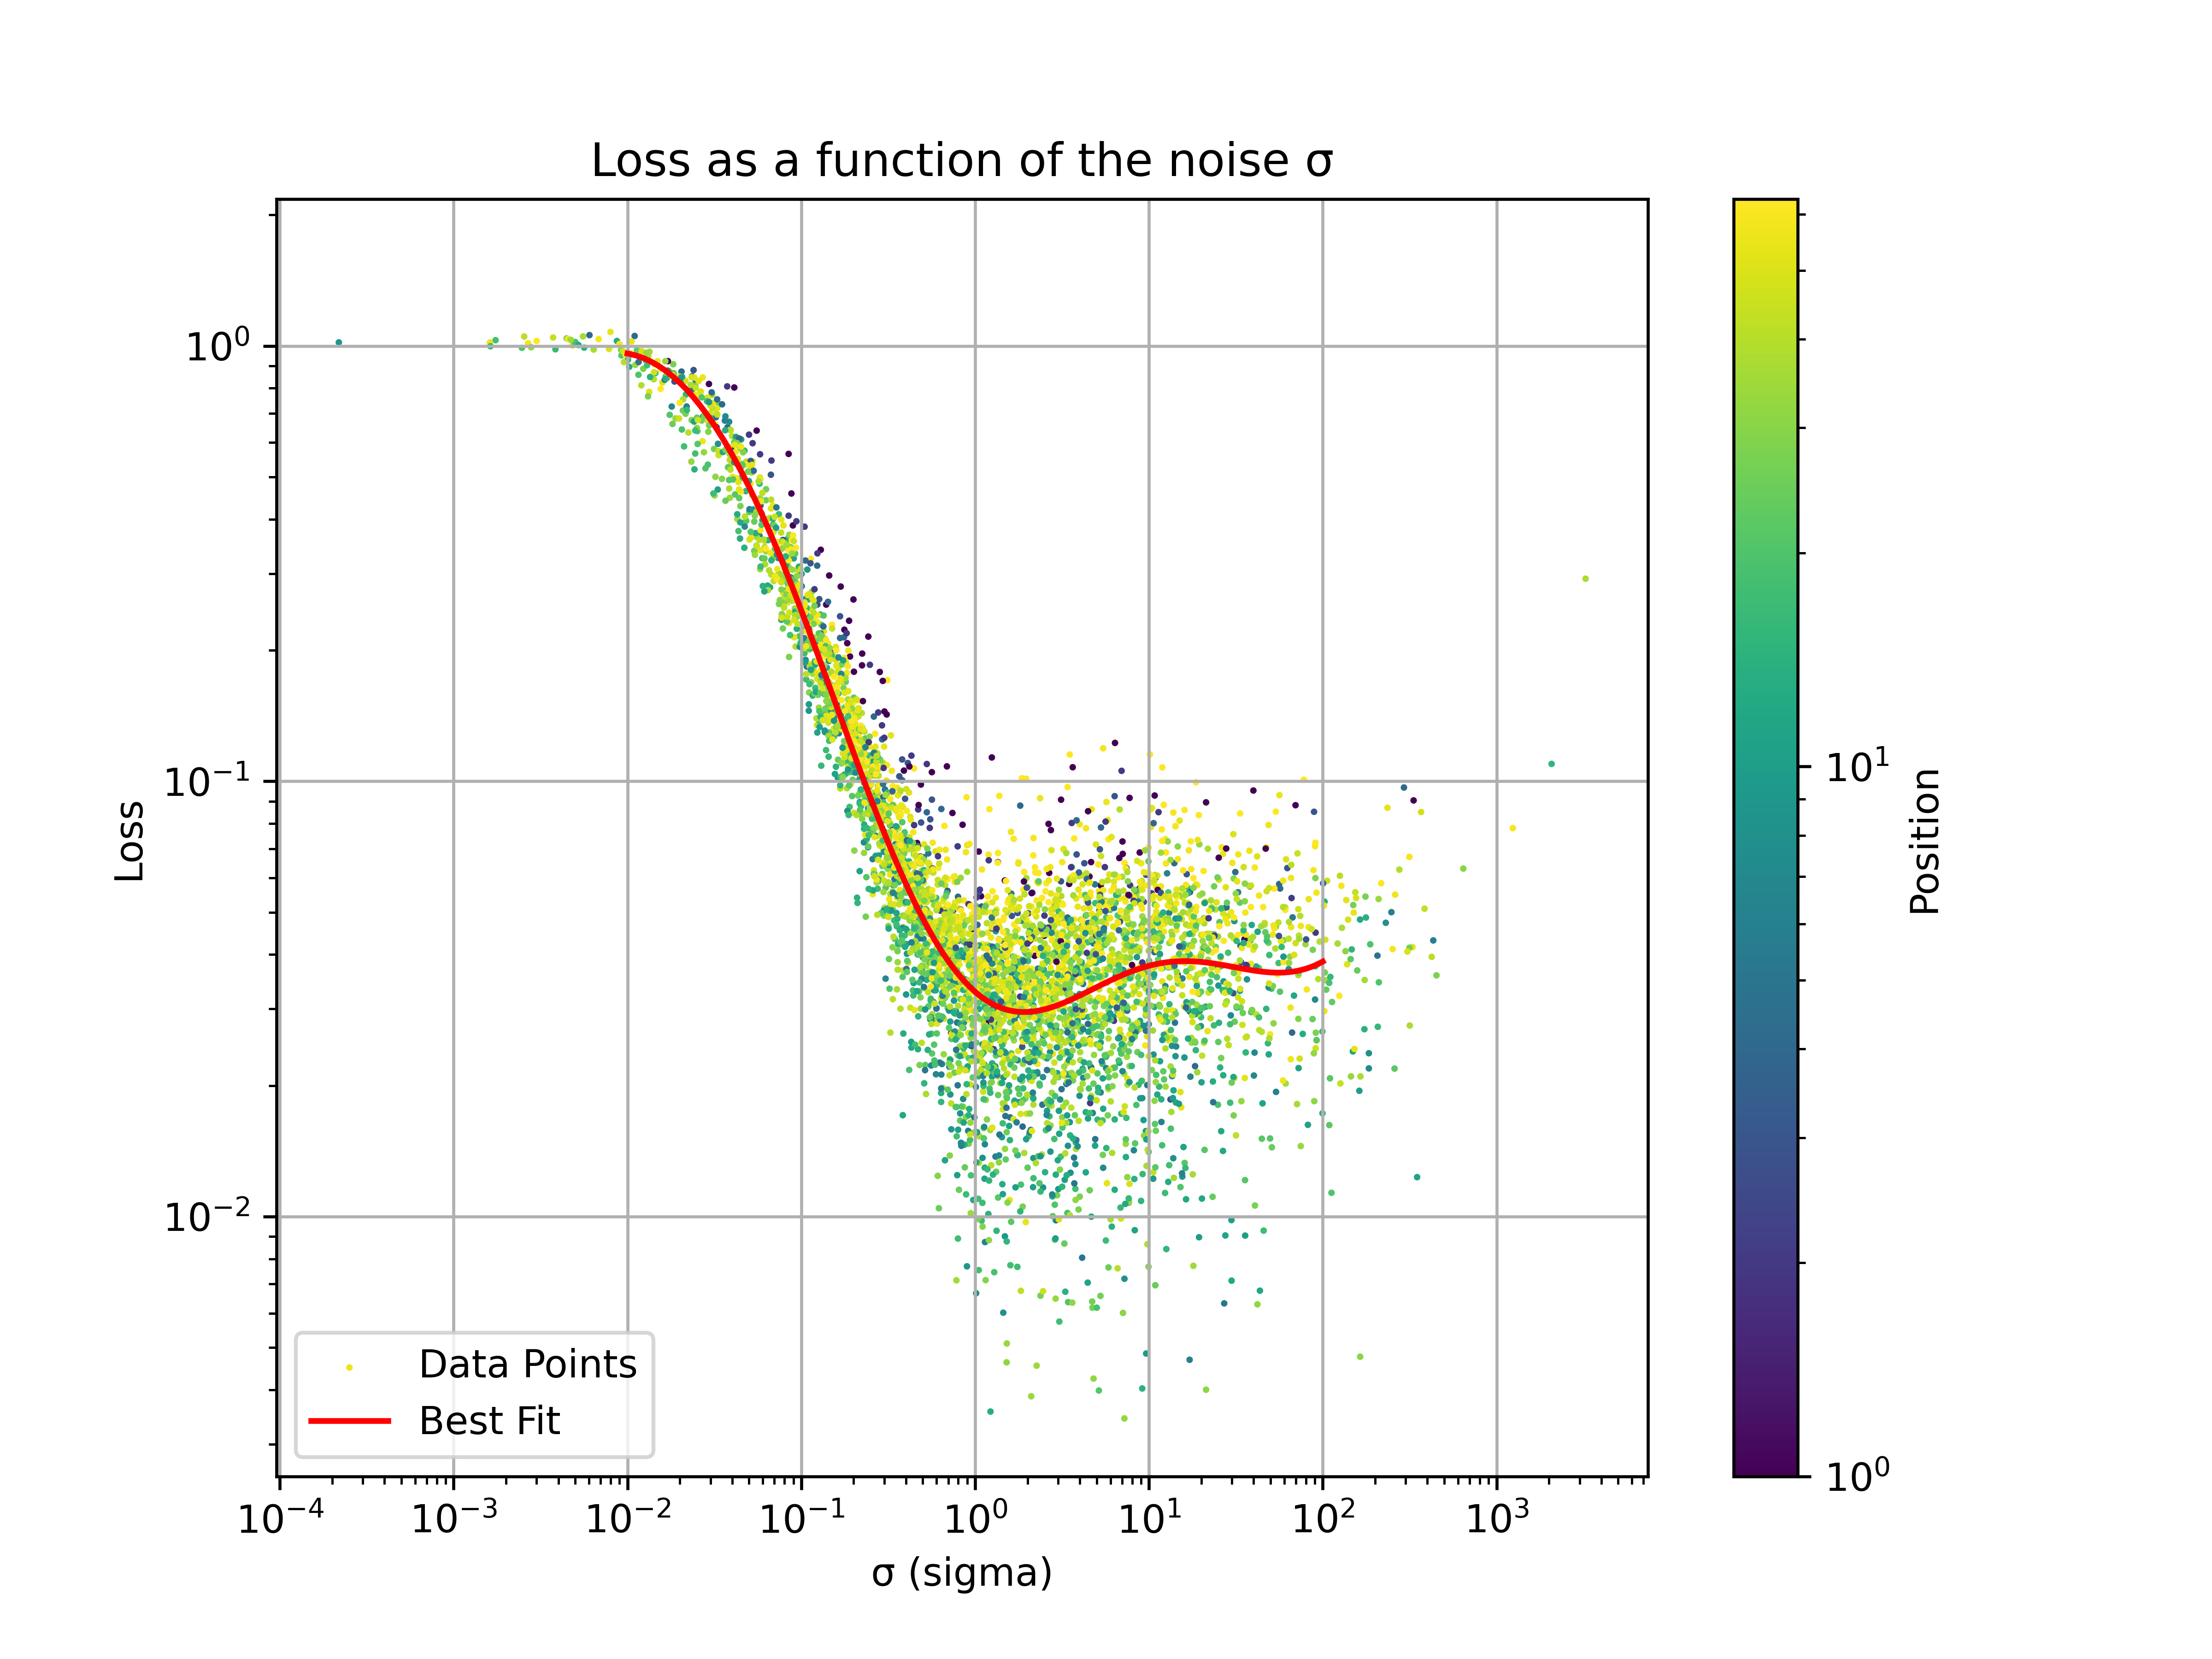 Loss as a function of the noise σ
10⁰
10⁻¹
10⁻²
Loss
Data Points
Best Fit
10⁻⁴ 10⁻³ 10⁻² 10⁻¹ 10⁰ 10¹ 10² 10³
σ (sigma)
10¹
10⁰
Position